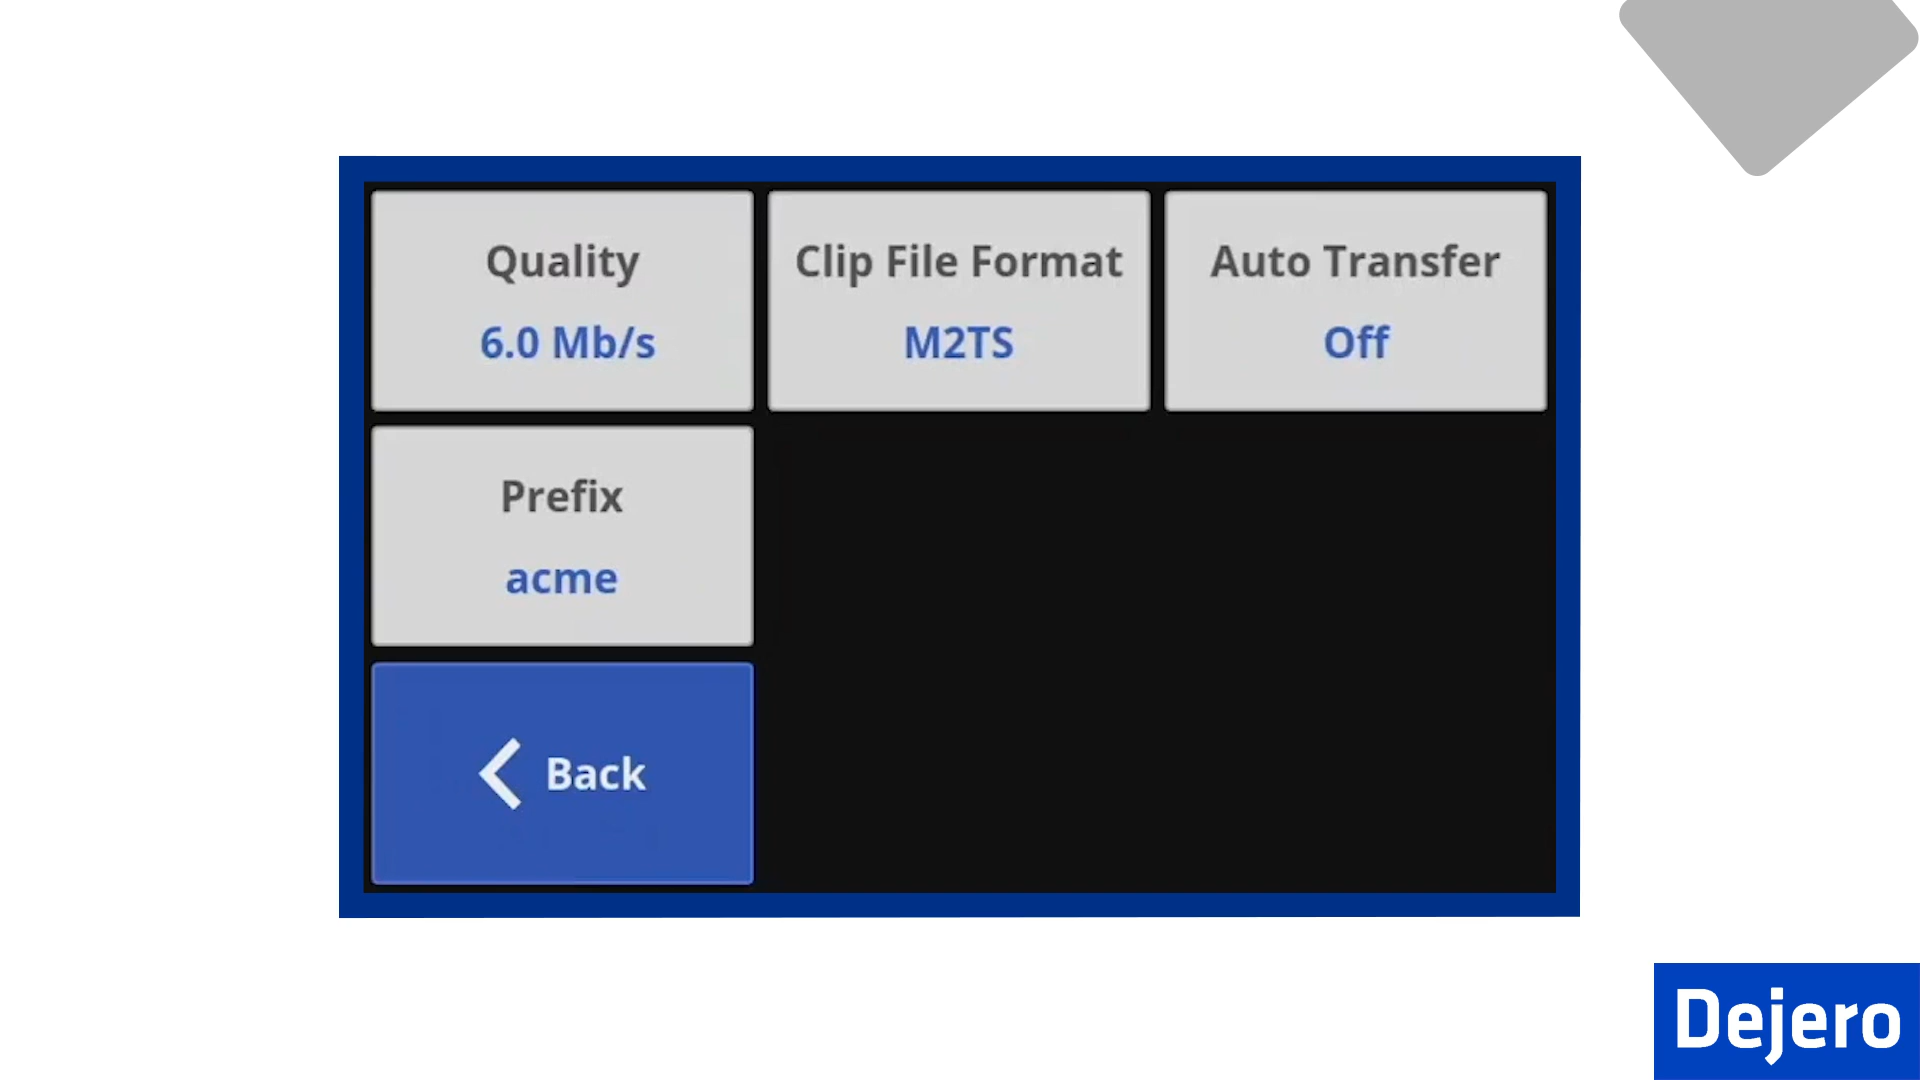 Quality
6.0 Mb/s
Clip File Format
M2TS
Auto Transfer
Off
Prefix
acme
Back
Dejero